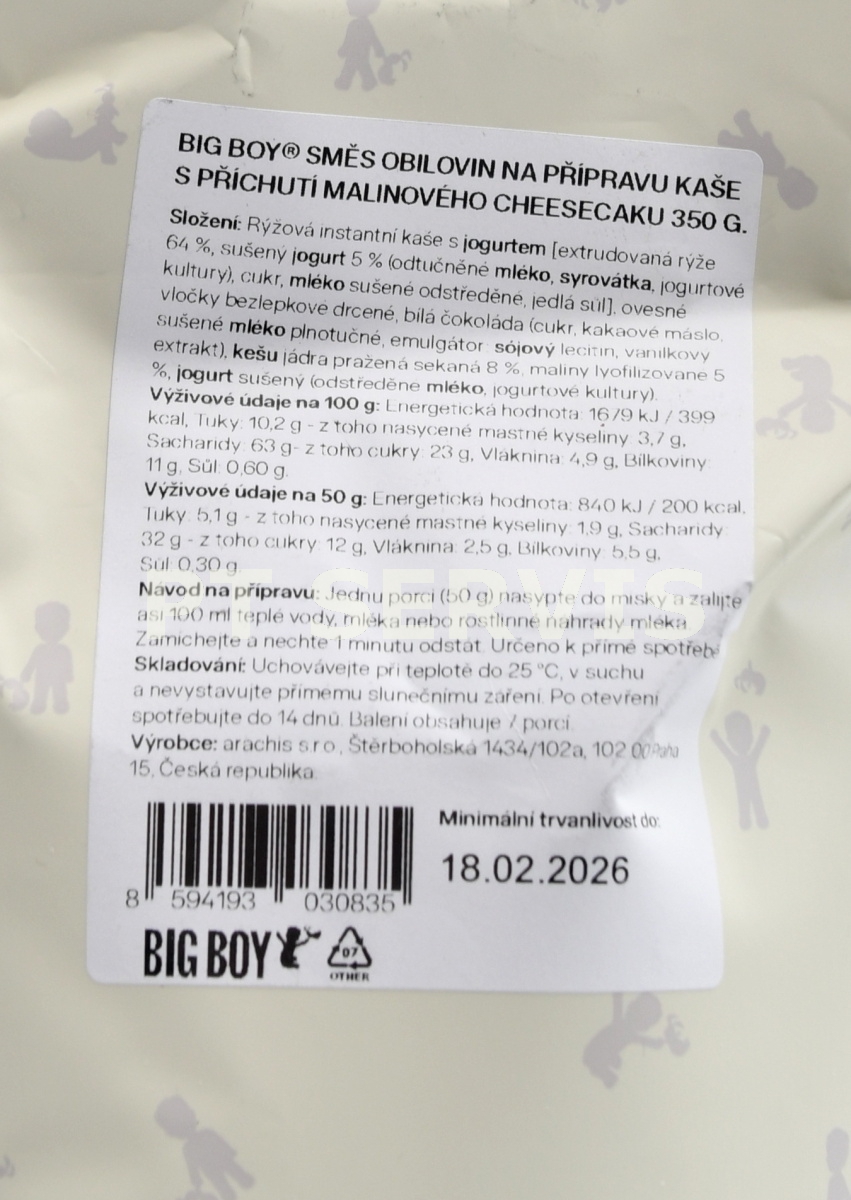 BIG BOY® SMĚS OBILOVIN NA PŘÍPRAVU KAŠE
S PŘÍCHUTÍ MALINOVÉHO CHEESECAKU 350 G.
Složení: Rýžová instantní kaše s jogurtem [extrudovaná rýže
64 %, sušený jogurt 5 % (odtučněné mléko, syrovátka, jogurtové
kultury), cukr, mléko sušené odstředěné, jedlá sůl], ovesné
vločky bezlepkové drcené, bílá čokoláda (cukr, kakaové máslo,
sušené mléko plnotučné, emulgátor: sójový lecitin, vanilkový
extrakt), kešu jádra pražená sekaná 8 %, maliny lyofilizované 5
%, jogurt sušený (odstředěné mléko, jogurtové kultury).
Výživové údaje na 100 g: Energetická hodnota: 1679 kJ / 399
kcal, Tuky: 10,2 g - z toho nasycené mastné kyseliny: 3,7 g,
Sacharidy: 63 g- z toho cukry: 23 g, Vláknina: 4,9 g, Bílkoviny:
11 g, Sůl: 0,60 g.
Výživové údaje na 50 g: Energetická hodnota: 840 kJ / 200 kcal,
Tuky: 5,1 g - z toho nasycené mastné kyseliny: 1,9 g, Sacharidy:
32 g - z toho cukry: 12 g, Vláknina: 2,5 g, Bílkoviny: 5,5 g,
Sůl: 0,30 g
Návod na přípravu: Jednu porci (50 g) nasypte do misky a zalijte
asi 100 ml teplé vody, mléka nebo rostlinné náhrady mléka.
Zamíchejte a nechte 1 minutu odstát. Určeno k přímé spotřebě
Skladování: Uchovávejte při teplotě do 25 °C, v suchu
a nevystavujte přímému slunečnímu záření. Po otevření
spotřebujte do 14 dnů. Balení obsahuje 7 porcí.
Výrobce: arachis s.r.o., Štěrboholská 1434/102a, 102 00 Praha
15, Česká republika.
Minimální trvanlivost do:
18.02.2026
8 594193 030835
BIG BOY
07
OTHER
SERVIS